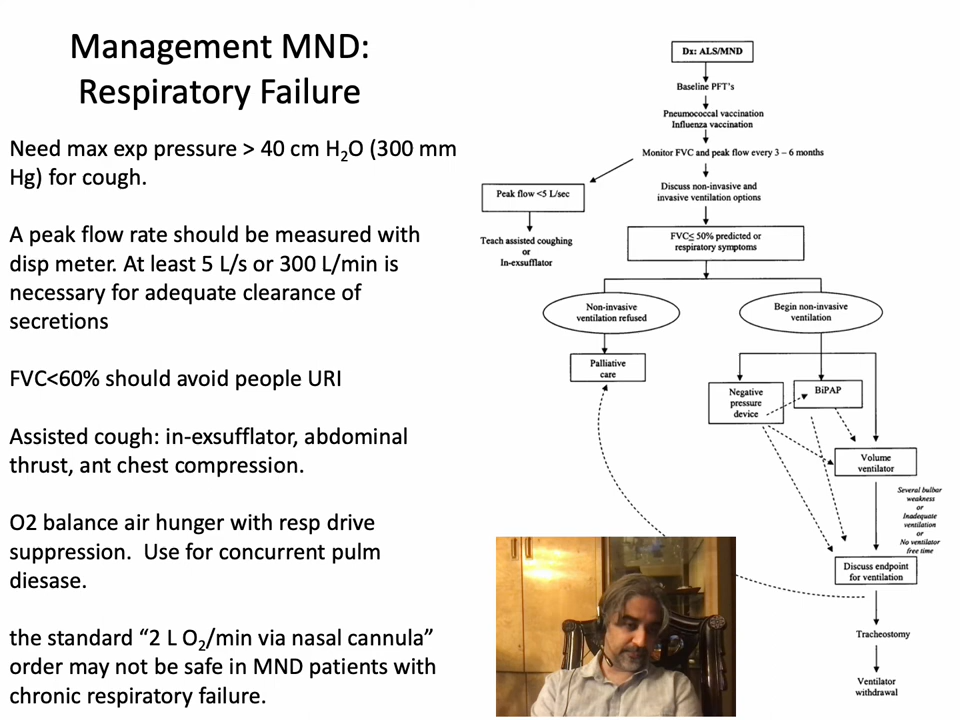 Management MND:
Respiratory Failure
Need max exp pressure > 40 cm H₂O (300 mm
Hg) for cough.
A peak flow rate should be measured with
disp meter. At least 5 L/s or 300 L/min is
necessary for adequate clearance of
secretions
FVC<60% should avoid people URI
Assisted cough: in-exsufflator, abdominal
thrust, ant chest compression.
O2 balance air hunger with resp drive
suppression.  Use for concurrent pulm
diesase.
the standard “2 L O₂/min via nasal cannula”
order may not be safe in MND patients with
chronic respiratory failure.
Dx: ALS/MND
Baseline PFT's
Pneumococcal vaccination
Influenza vaccination
Monitor FVC and peak flow every 3 – 6 months
Peak flow <5 L/sec
Teach assisted coughing
or
In-exsufflator
Discuss non-invasive and
invasive ventilation options
FVC≤ 50% predicted or
respiratory symptoms
Non-invasive
ventilation refused
Begin non-invasive
ventilation
Palliative
care
Negative
pressure
device
BiPAP
Volume
ventilator
Several bulbar
weakness
or
Inadequate
ventilation
or
No ventilator
free time
Discuss endpoint
for ventilation
Tracheostomy
Ventilator
withdrawal